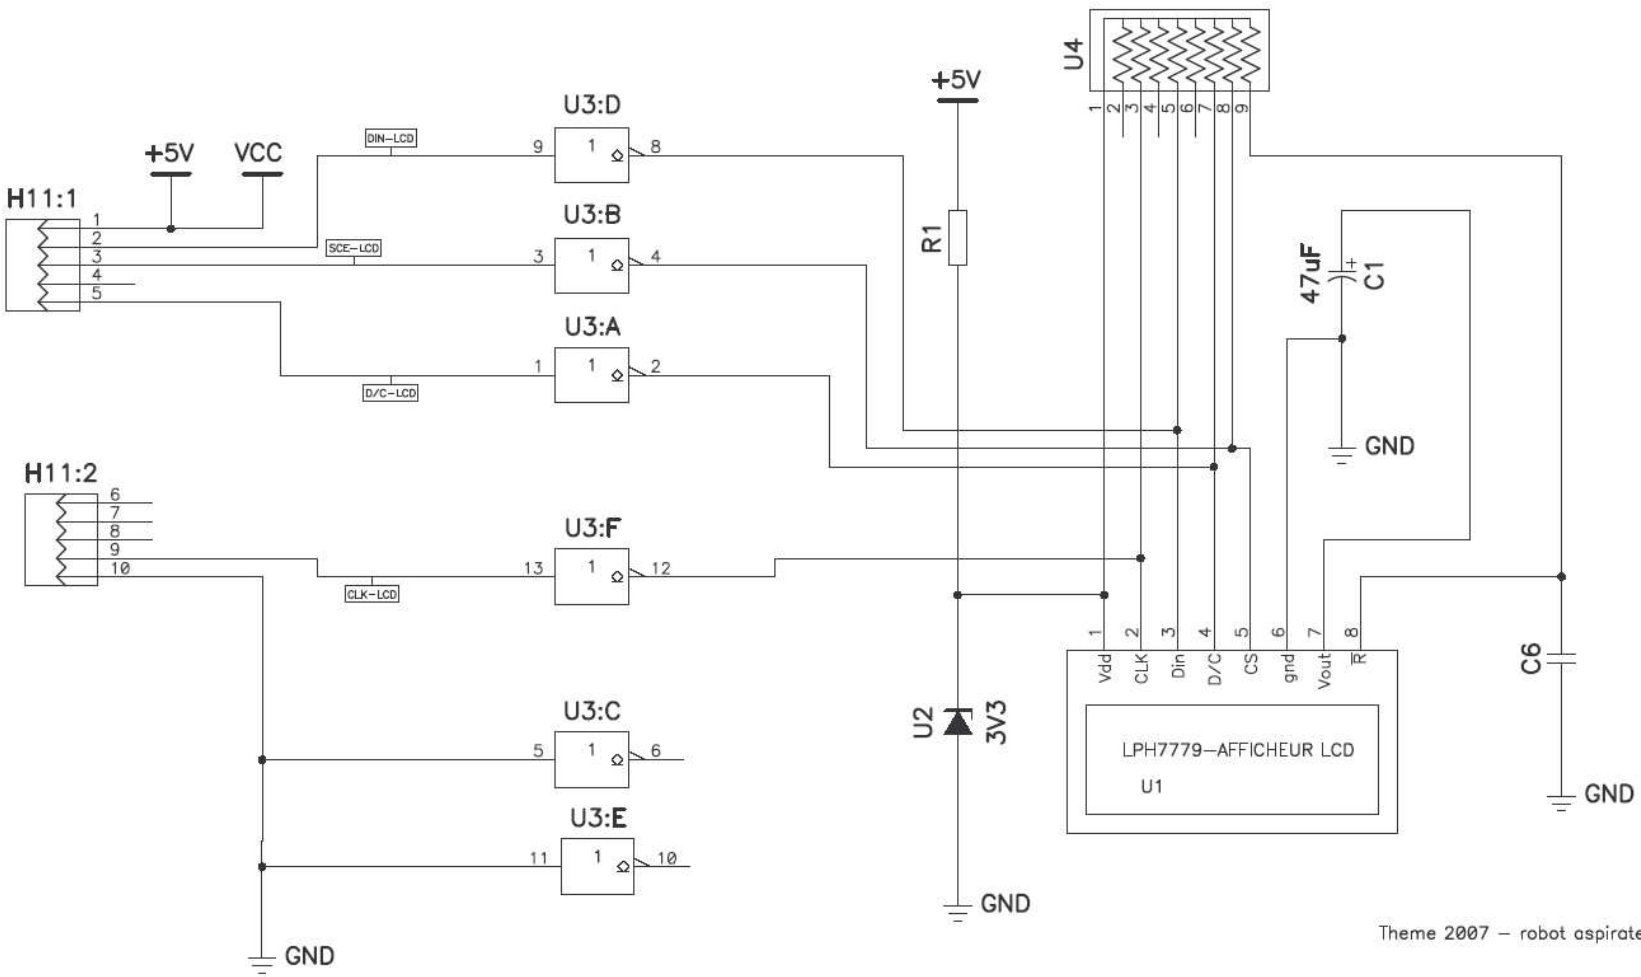 U4
1 2 3 4 5 6 7 8 9
+5V
R1
+5V VCC
H11:1
1
2
3
4
5
DIN-LCD
SCE-LCD
D/C-LCD
U3:D
9 1 8
U3:B
3 1 4
U3:A
1 1 2
47uF
+
C1
GND
H11:2
6
7
8
9
10
CLK-LCD
U3:F
13 1 12
U3:C
5 1 6
U3:E
11 1 10
GND
U2
3V3
GND
1 2 3 4 5 6 7 8
Vdd CLK Din D/C CS gnd Vout R
LPH7779-AFFICHEUR LCD
U1
C6
GND
Theme 2007 - robot aspirate